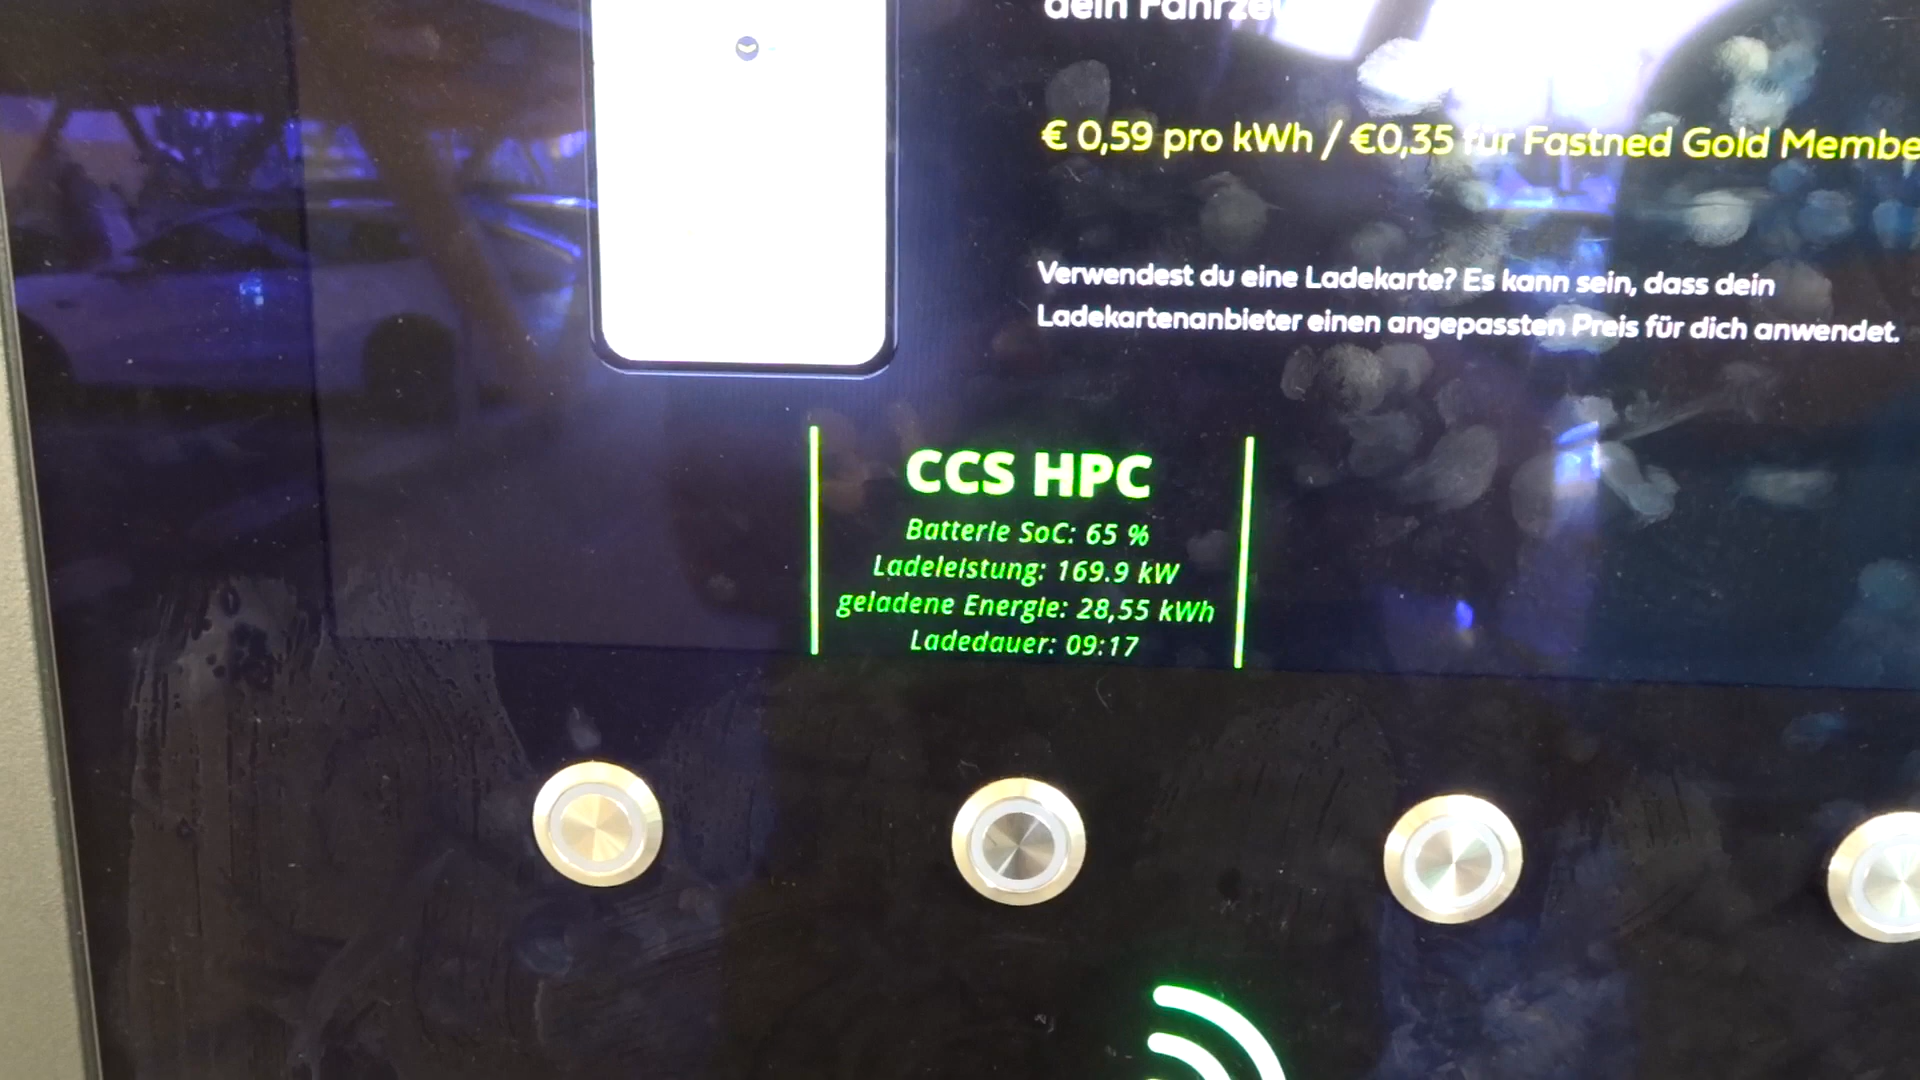 dein
€ 0,59 pro kWh / €0,35 für Fastned Gold
Verwendest du eine Ladekarte? Es kann sein, dass dein
Ladekartenanbieter einen angepassten Preis für dich anwendet.
CCS HPC
Batterie SoC: 65 %
Ladeleistung: 169.9 kW
geladene Energie: 28,55 kWh
Ladedauer: 09:17